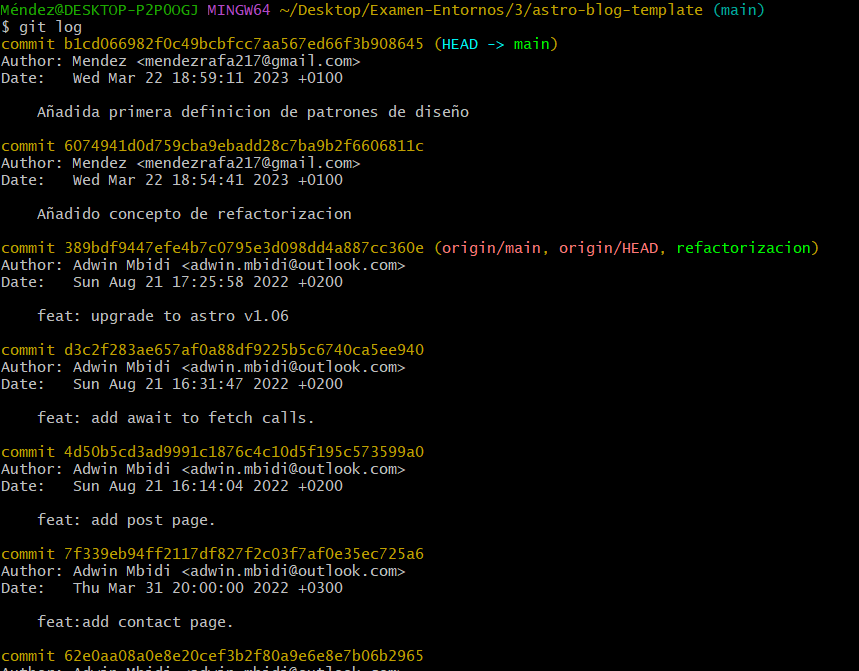 Méndez@DESKTOP-P2P0OGJ MINGW64 ~/Desktop/Examen-Entornos/3/astro-blog-template (main)
$ git log
commit b1cd066982f0c49bcbfcc7aa567ed66f3b908645 (HEAD -> main)
Author: Mendez <mendezrafa217@gmail.com>
Date:   Wed Mar 22 18:59:11 2023 +0100
Añadida primera definicion de patrones de diseño
commit 6074941d0d759cba9ebadd28c7ba9b2f6606811c
Author: Mendez <mendezrafa217@gmail.com>
Date:   Wed Mar 22 18:54:41 2023 +0100
Añadido concepto de refactorizacion
commit 389bdf9447efe4b7c0795e3d098dd4a887cc360e (origin/main, origin/HEAD, refactorizacion)
Author: Adwin Mbidi <adwin.mbidi@outlook.com>
Date:   Sun Aug 21 17:25:58 2022 +0200
feat: upgrade to astro v1.06
commit d3c2f283ae657af0a88df9225b5c6740ca5ee940
Author: Adwin Mbidi <adwin.mbidi@outlook.com>
Date:   Sun Aug 21 16:31:47 2022 +0200
feat: add await to fetch calls.
commit 4d50b5cd3ad9991c1876c4c10d5f195c573599a0
Author: Adwin Mbidi <adwin.mbidi@outlook.com>
Date:   Sun Aug 21 16:14:04 2022 +0200
feat: add post page.
commit 7f339eb94ff2117df827f2c03f7af0e35ec725a6
Author: Adwin Mbidi <adwin.mbidi@outlook.com>
Date:   Thu Mar 31 20:00:00 2022 +0300
feat:add contact page.
commit 62e0aa08a0e8e20cef3b2f80a9e6e8e7b06b2965
Author: Adwin Mbidi <adwin.mbidi@outlook.com>